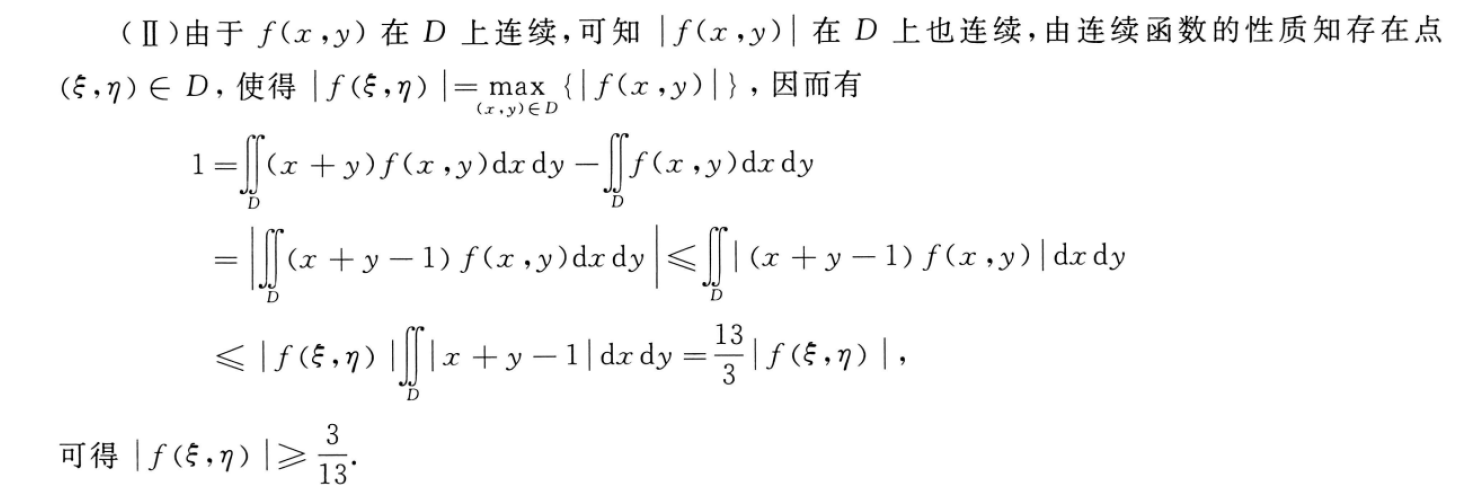 (Ⅱ)由于 f(x,y) 在 D 上连续,可知 |f(x,y)| 在 D 上也连续,由连续函数的性质知存在点
(ξ,η)∈ D, 使得 |f(ξ,η)|=max_{(x,y)∈D}{|f(x,y)|},因而有
1=∬_D(x+y)f(x,y)dxdy−∬_D f(x,y)dxdy
=|∬_D(x+y−1)f(x,y)dxdy|≤∬_D|(x+y−1)f(x,y)|dxdy
≤|f(ξ,η)|∬_D|x+y−1|dxdy=13/3|f(ξ,η)|,
可得 |f(ξ,η)|⩾3/13.